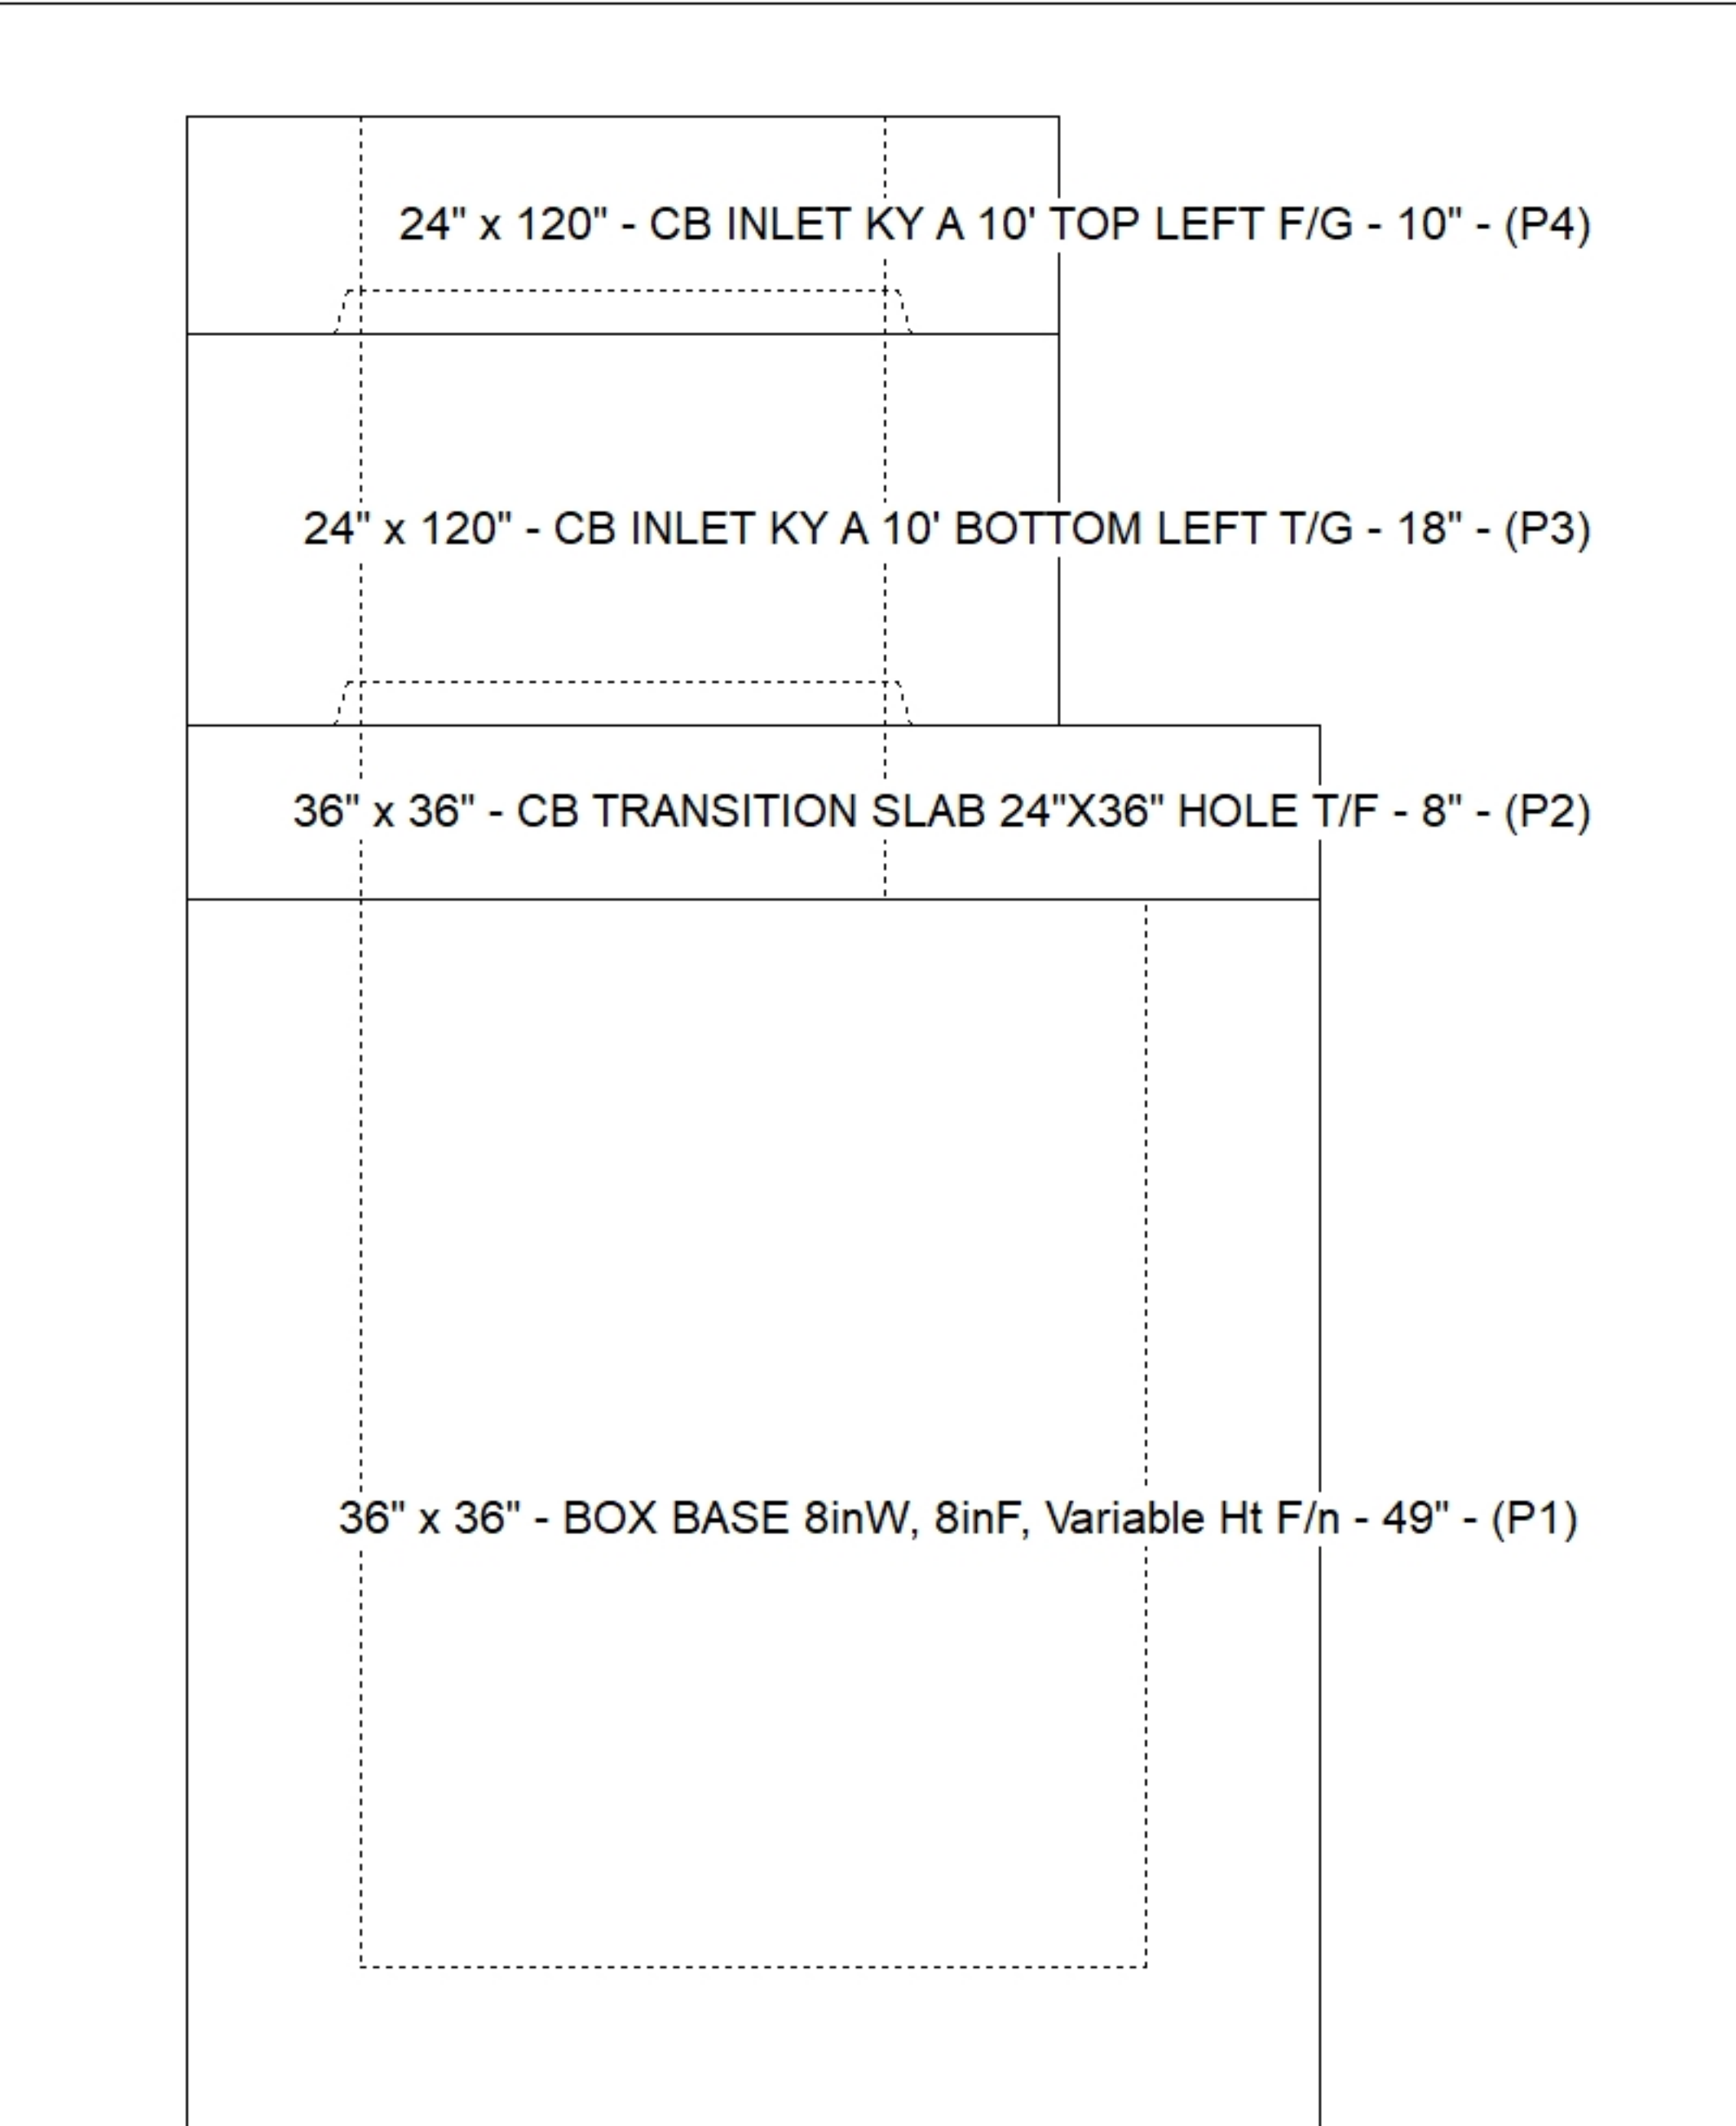 24" x 120" - CB INLET KY A 10' TOP LEFT F/G - 10" - (P4)
24" x 120" - CB INLET KY A 10' BOTTOM LEFT T/G - 18" - (P3)
36" x 36" - CB TRANSITION SLAB 24"X36" HOLE T/F - 8" - (P2)
36" x 36" - BOX BASE 8inW, 8inF, Variable Ht F/n - 49" - (P1)